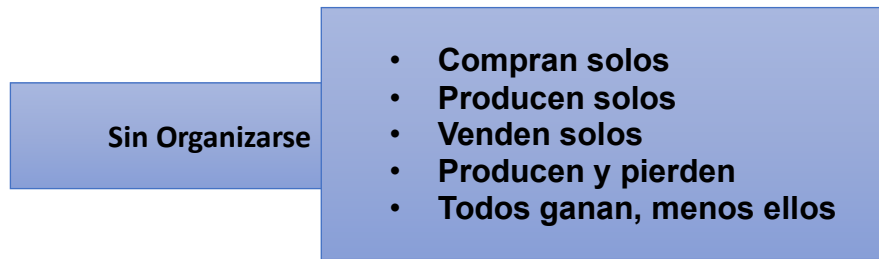 Sin Organizarse
• Compran solos
• Producen solos
• Venden solos
• Producen y pierden
• Todos ganan, menos ellos